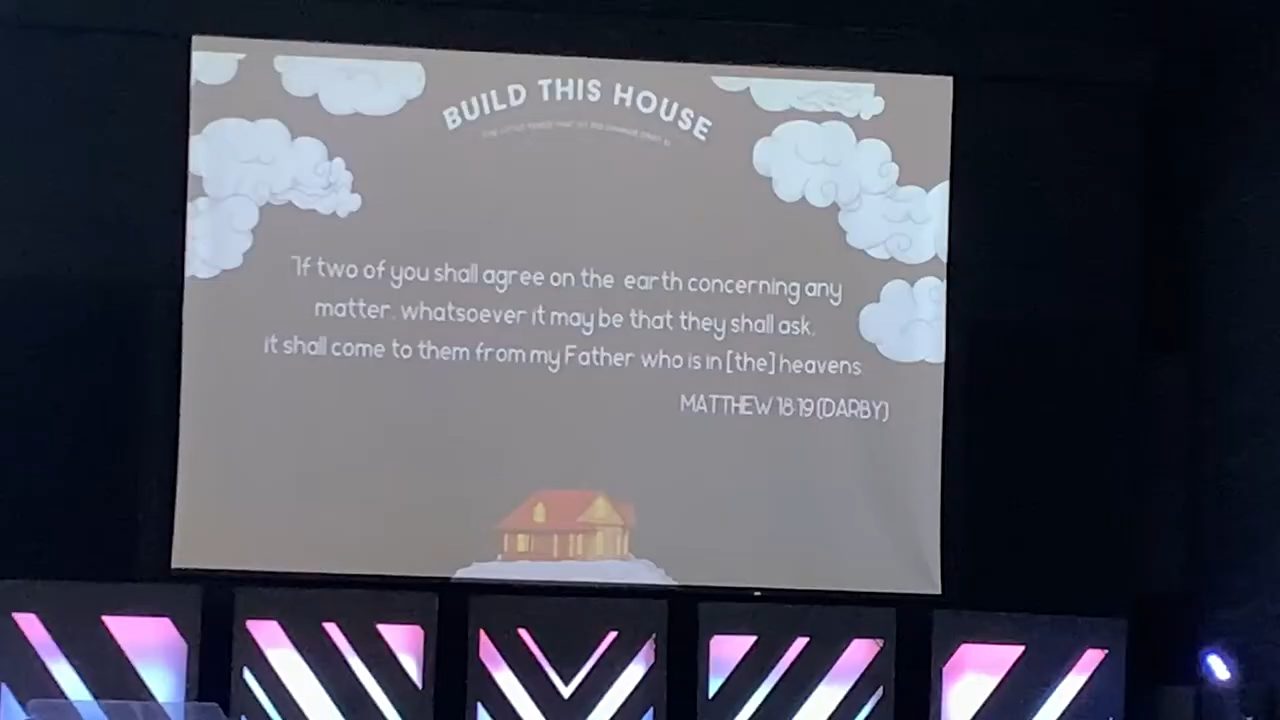 BUILD THIS HOUSE
"If two of you shall agree on the earth concerning any
matter, whatsoever it may be that they shall ask,
it shall come to them from my Father who is in [the] heavens
MATTHEW 18:19 (DARBY)